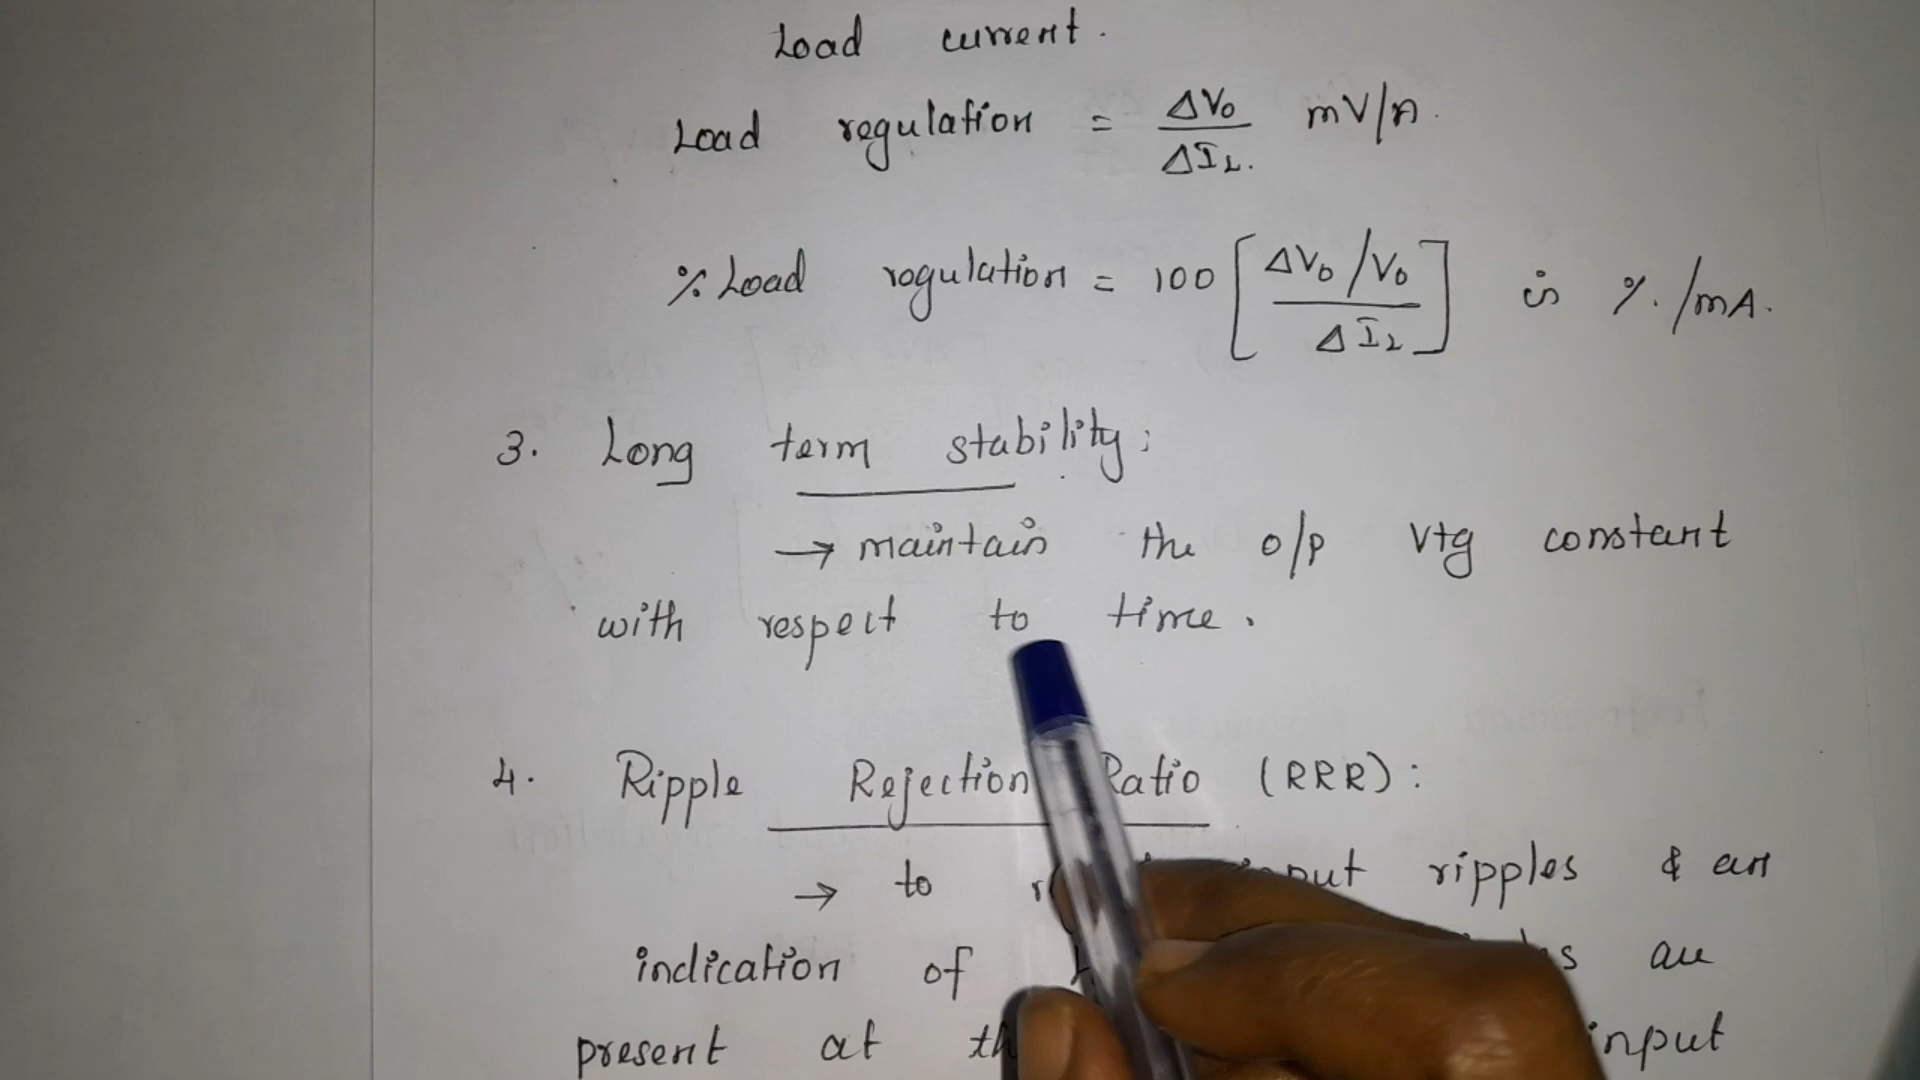 Load current.
Load regulation = ΔVo / ΔIL. mV/A.
% Load regulation = 100 [ΔVo/Vo / ΔIL] in %/mA.
3. Long term stability:
→ maintain the o/p vtg constant
with respect to time.
4. Ripple Rejection Ratio (RRR):
→ to input ripples & an
indication of are
present at input